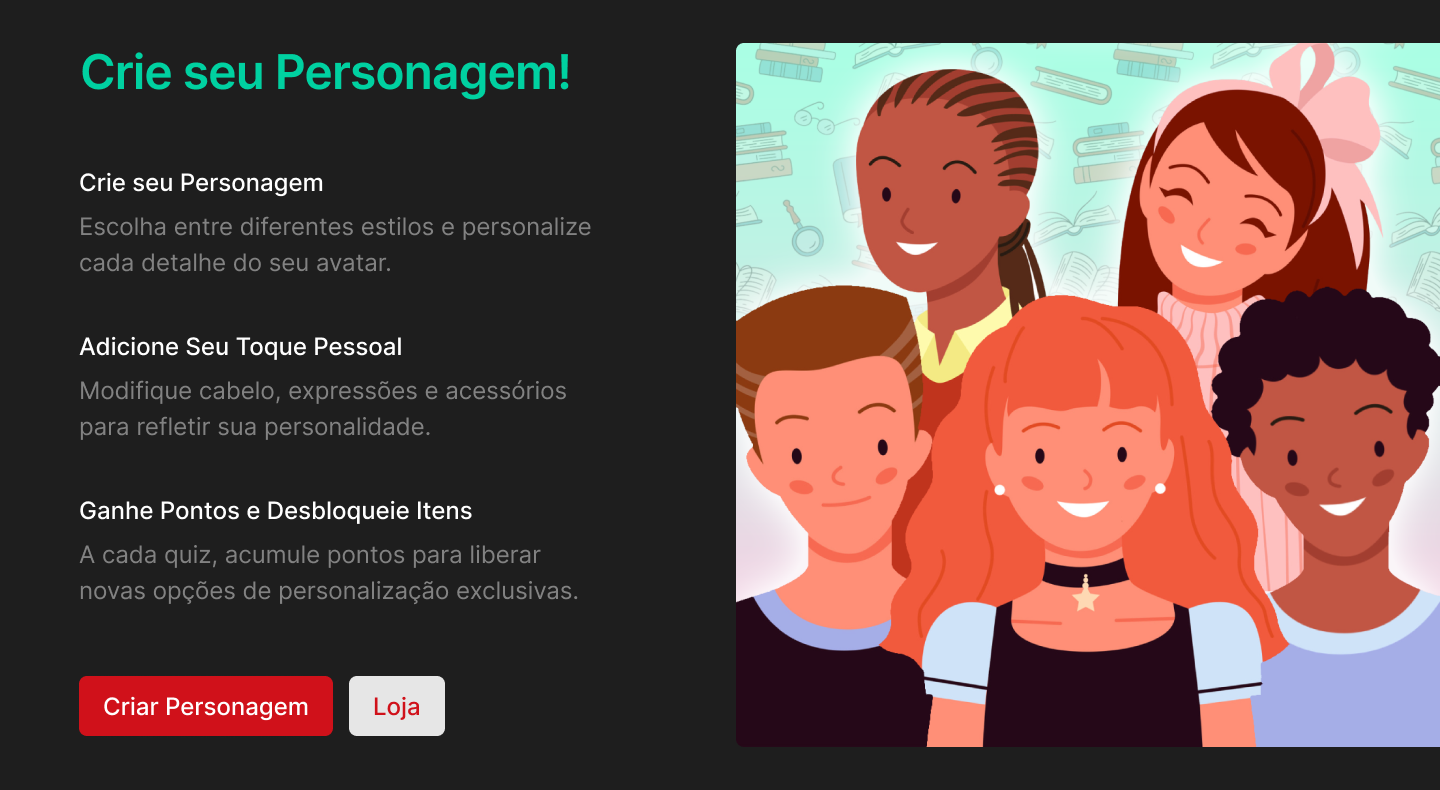 Crie seu Personagem!
Crie seu Personagem
Escolha entre diferentes estilos e personalize
cada detalhe do seu avatar.
Adicione Seu Toque Pessoal
Modifique cabelo, expressões e acessórios
para refletir sua personalidade.
Ganhe Pontos e Desbloqueie Itens
A cada quiz, acumule pontos para liberar
novas opções de personalização exclusivas.
Criar Personagem
Loja